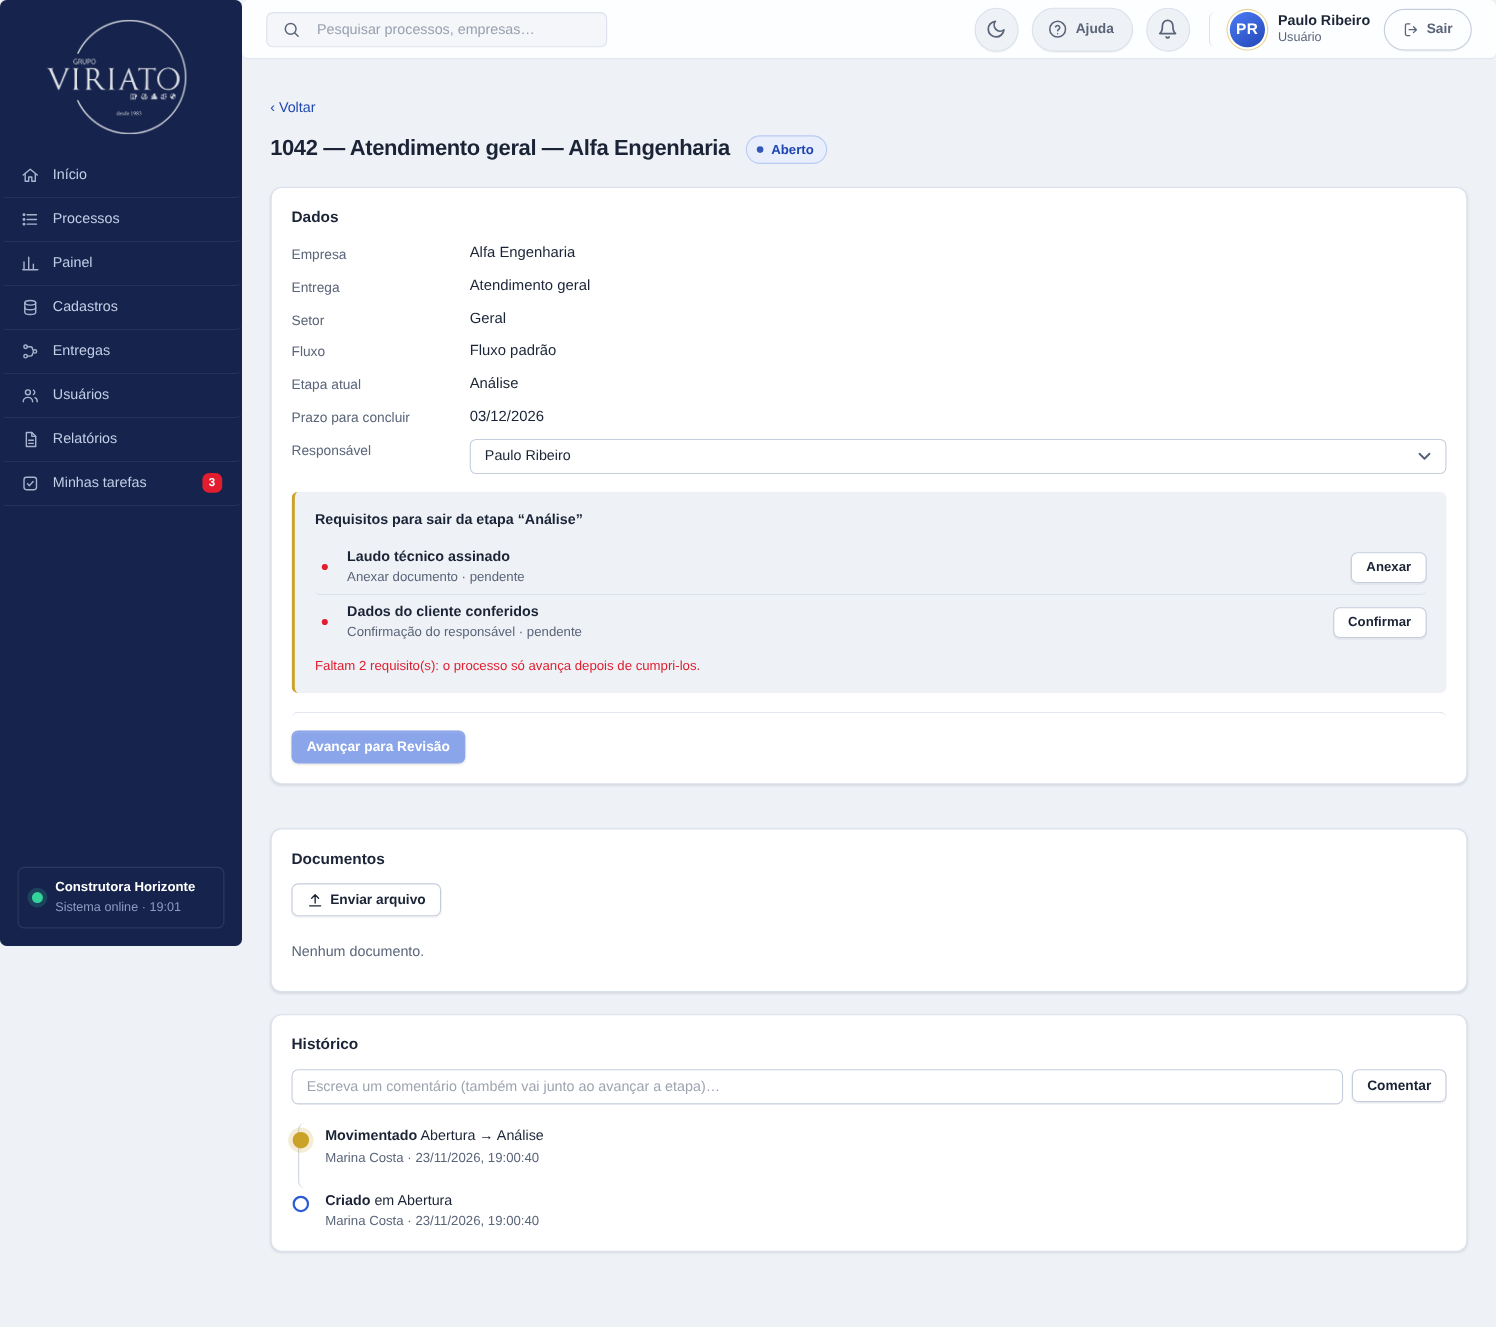 GRUPO
VIRIATO
desde 1983
Início
Processos
Painel
Cadastros
Entregas
Usuários
Relatórios
Minhas tarefas 3
Construtora Horizonte
Sistema online · 19:01
Pesquisar processos, empresas…
Ajuda
PR
Paulo Ribeiro
Usuário
Sair
‹ Voltar
1042 — Atendimento geral — Alfa Engenharia
Aberto
Dados
Empresa Alfa Engenharia
Entrega Atendimento geral
Setor Geral
Fluxo Fluxo padrão
Etapa atual Análise
Prazo para concluir 03/12/2026
Responsável Paulo Ribeiro
Requisitos para sair da etapa “Análise”
Laudo técnico assinado
Anexar documento · pendente
Anexar
Dados do cliente conferidos
Confirmação do responsável · pendente
Confirmar
Faltam 2 requisito(s): o processo só avança depois de cumpri-los.
Avançar para Revisão
Documentos
Enviar arquivo
Nenhum documento.
Histórico
Escreva um comentário (também vai junto ao avançar a etapa)…
Comentar
Movimentado Abertura → Análise
Marina Costa · 23/11/2026, 19:00:40
Criado em Abertura
Marina Costa · 23/11/2026, 19:00:40